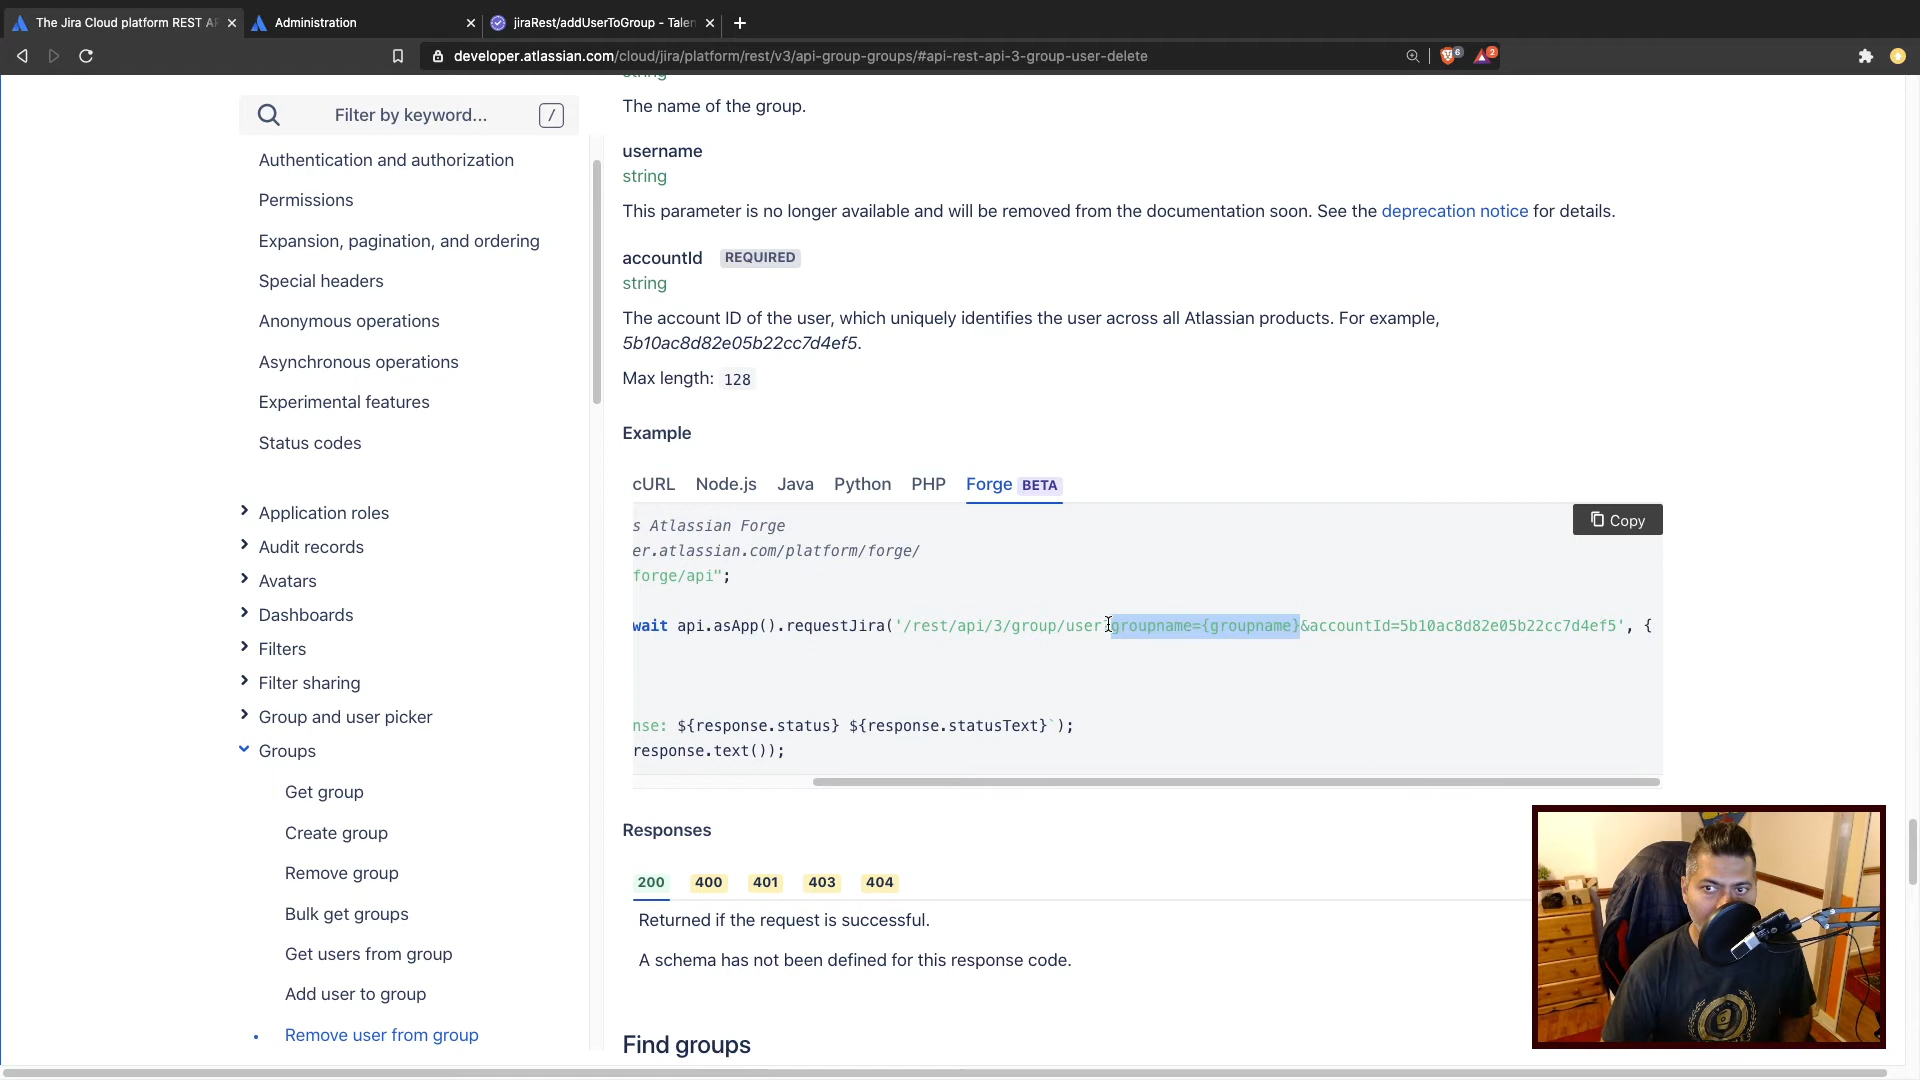 The Jira Cloud platform REST AP
Administration
jiraRest/addUserToGroup - Talen
developer.atlassian.com/cloud/jira/platform/rest/v3/api-group-groups/#api-rest-api-3-group-user-delete
6
2
Filter by keyword...
/
Authentication and authorization
Permissions
Expansion, pagination, and ordering
Special headers
Anonymous operations
Asynchronous operations
Experimental features
Status codes
Application roles
Audit records
Avatars
Dashboards
Filters
Filter sharing
Group and user picker
Groups
Get group
Create group
Remove group
Bulk get groups
Get users from group
Add user to group
Remove user from group
string
The name of the group.
username
string
This parameter is no longer available and will be removed from the documentation soon. See the deprecation notice for details.
accountId REQUIRED
string
The account ID of the user, which uniquely identifies the user across all Atlassian products. For example,
5b10ac8d82e05b22cc7d4ef5.
Max length: 128
Example
cURL Node.js Java Python PHP Forge BETA
Copy
s Atlassian Forge
er.atlassian.com/platform/forge/
forge/api";
wait api.asApp().requestJira('/rest/api/3/group/user?groupname={groupname}&accountId=5b10ac8d82e05b22cc7d4ef5', {
nse: ${response.status} ${response.statusText}`);
response.text());
Responses
200 400 401 403 404
Returned if the request is successful.
A schema has not been defined for this response code.
Find groups